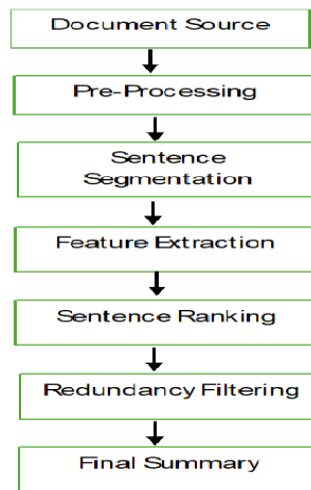 Document Source
Pre-Processing
Sentence
Segmentation
Feature Extraction
Sentence Ranking
Redundancy Filtering
Final Summary